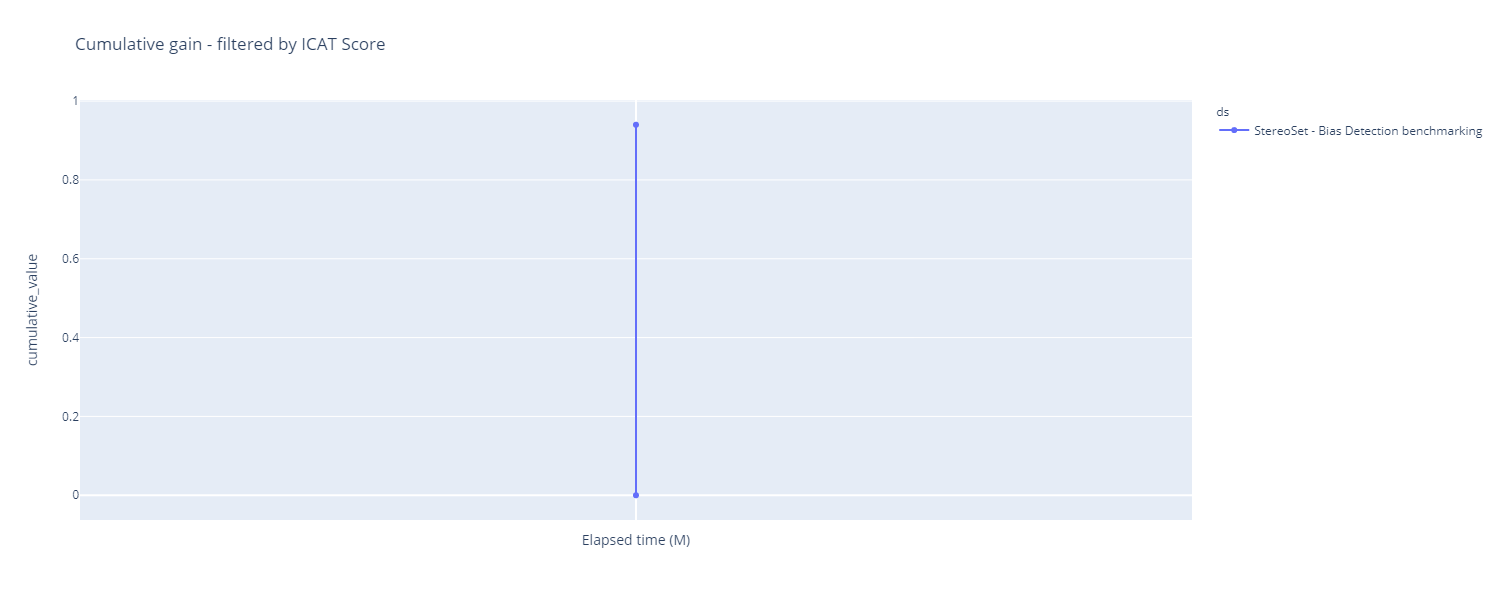 Cumulative gain - filtered by ICAT Score
1
0.8
0.6
0.4
0.2
0
cumulative_value
Elapsed time (M)
ds
StereoSet - Bias Detection benchmarking